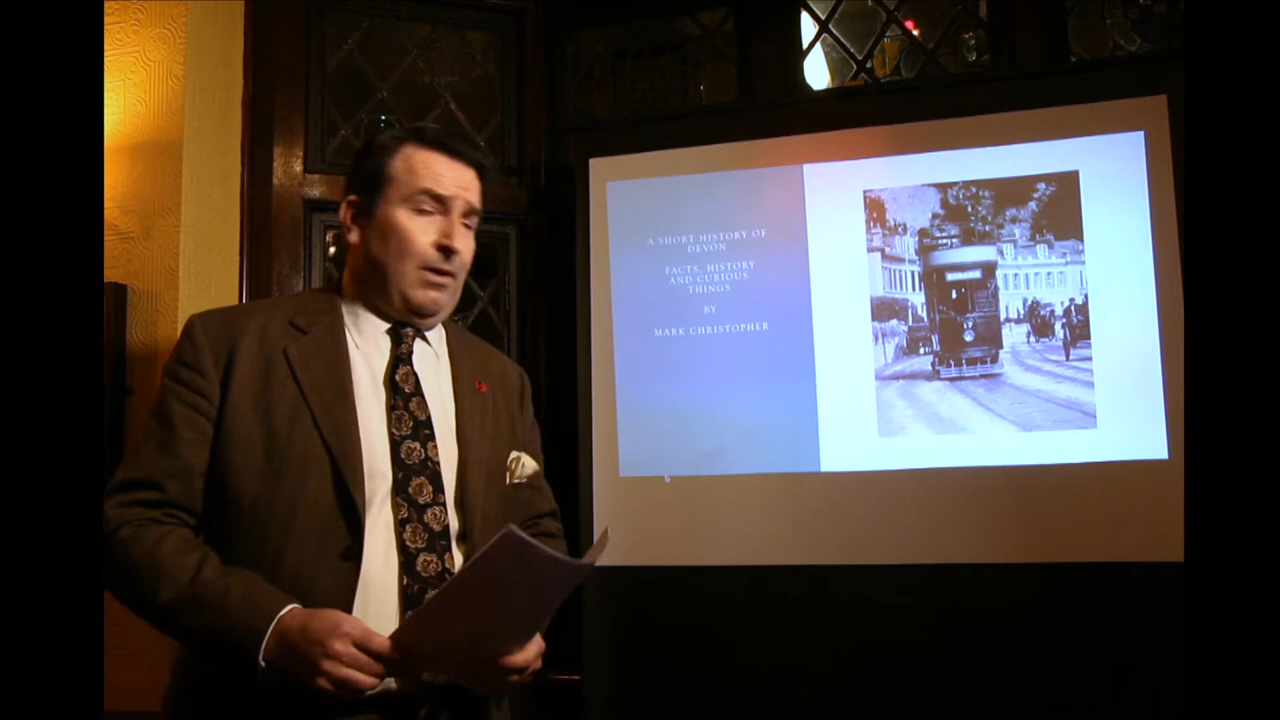 A SHORT HISTORY OF
DEVON
FACTS, HISTORY
AND CURIOUS
THINGS
BY
MARK CHRISTOPHER